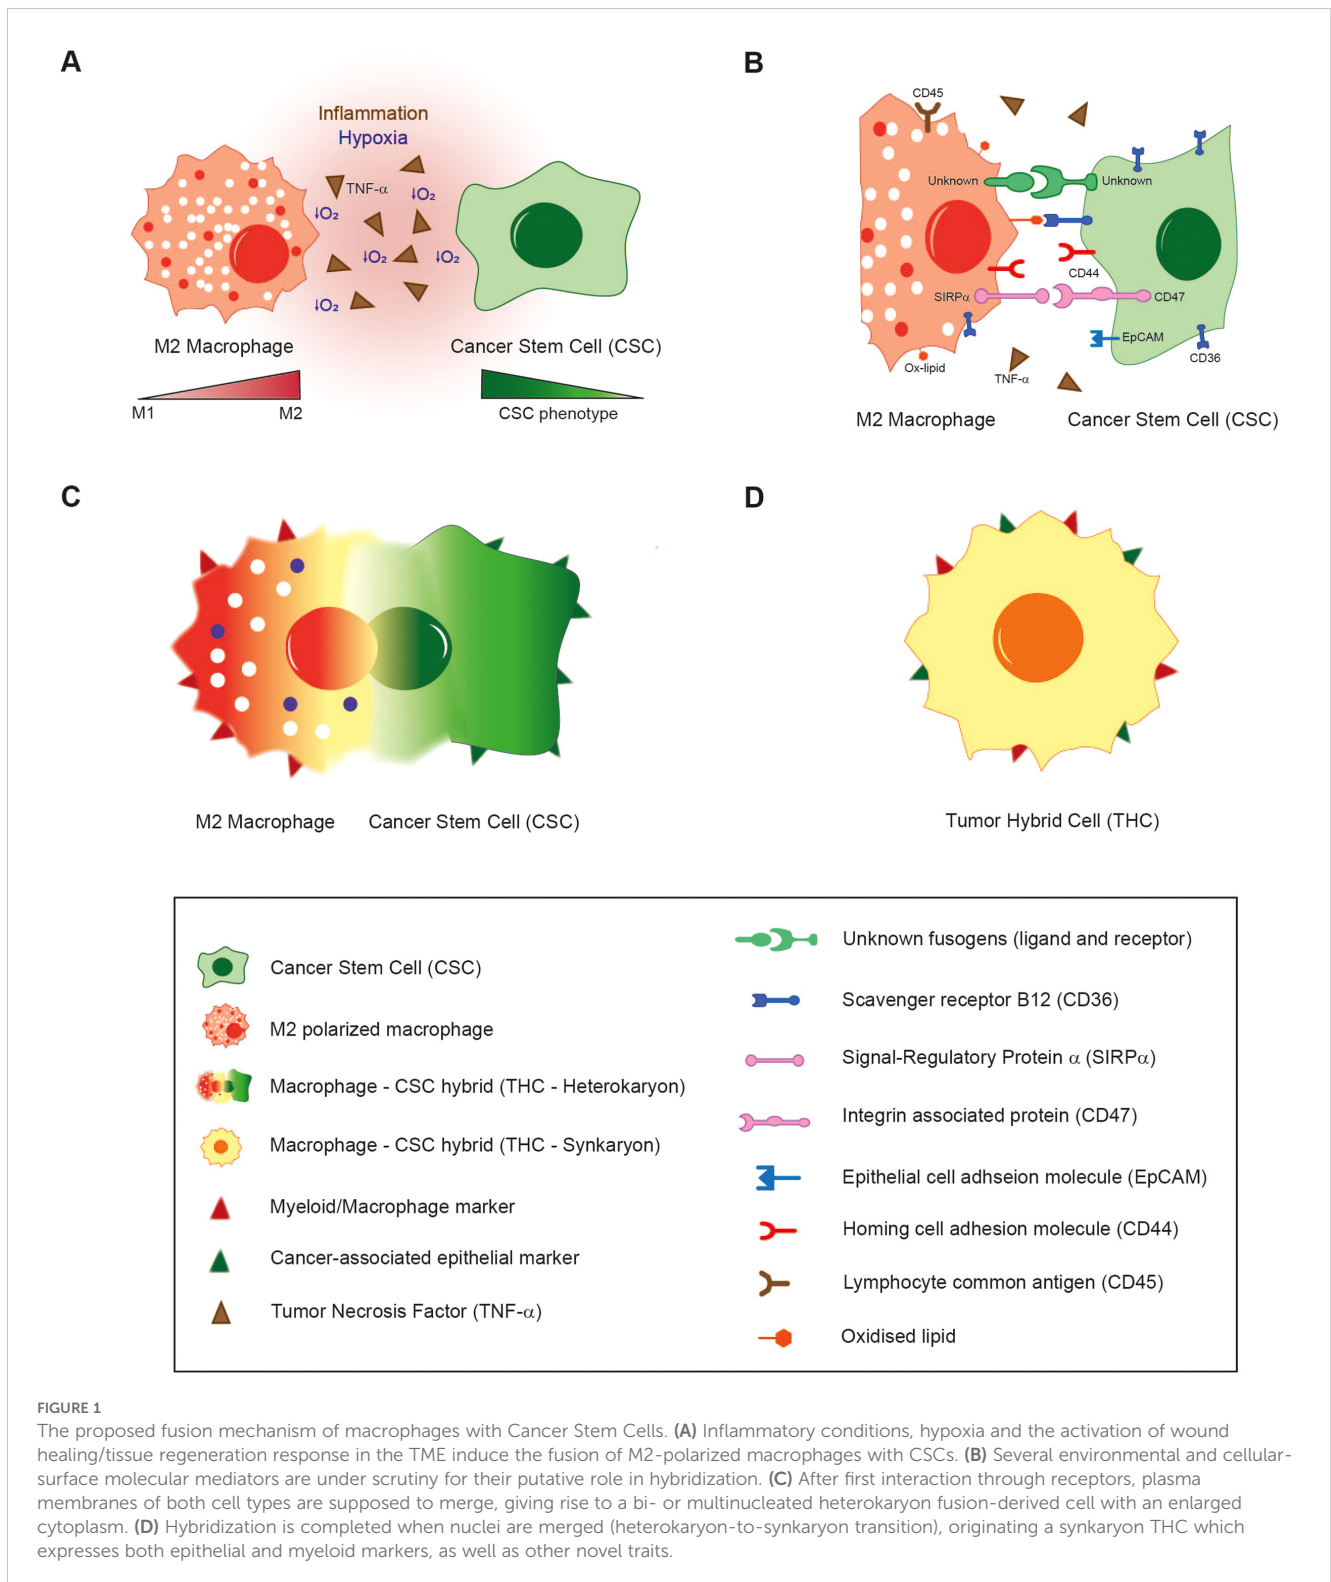 A
Inflammation
Hypoxia
TNF-α
↓O2
↓O2
↓O2
↓O2
↓O2
M2 Macrophage
Cancer Stem Cell (CSC)
M1
M2
CSC phenotype
B
CD45
Unknown
Unknown
CD44
SIRPα
CD47
EpCAM
CD36
Ox-lipid
TNF-α
M2 Macrophage
Cancer Stem Cell (CSC)
C
M2 Macrophage
Cancer Stem Cell (CSC)
D
Tumor Hybrid Cell (THC)
Cancer Stem Cell (CSC)
M2 polarized macrophage
Macrophage - CSC hybrid (THC - Heterokaryon)
Macrophage - CSC hybrid (THC - Synkaryon)
Myeloid/Macrophage marker
Cancer-associated epithelial marker
Tumor Necrosis Factor (TNF-α)
Unknown fusogens (ligand and receptor)
Scavenger receptor B12 (CD36)
Signal-Regulatory Protein α (SIRPα)
Integrin associated protein (CD47)
Epithelial cell adhseion molecule (EpCAM)
Homing cell adhesion molecule (CD44)
Lymphocyte common antigen (CD45)
Oxidised lipid
FIGURE 1
The proposed fusion mechanism of macrophages with Cancer Stem Cells. (A) Inflammatory conditions, hypoxia and the activation of wound
healing/tissue regeneration response in the TME induce the fusion of M2-polarized macrophages with CSCs. (B) Several environmental and cellular-
surface molecular mediators are under scrutiny for their putative role in hybridization. (C) After first interaction through receptors, plasma
membranes of both cell types are supposed to merge, giving rise to a bi- or multinucleated heterokaryon fusion-derived cell with an enlarged
cytoplasm. (D) Hybridization is completed when nuclei are merged (heterokaryon-to-synkaryon transition), originating a synkaryon THC which
expresses both epithelial and myeloid markers, as well as other novel traits.